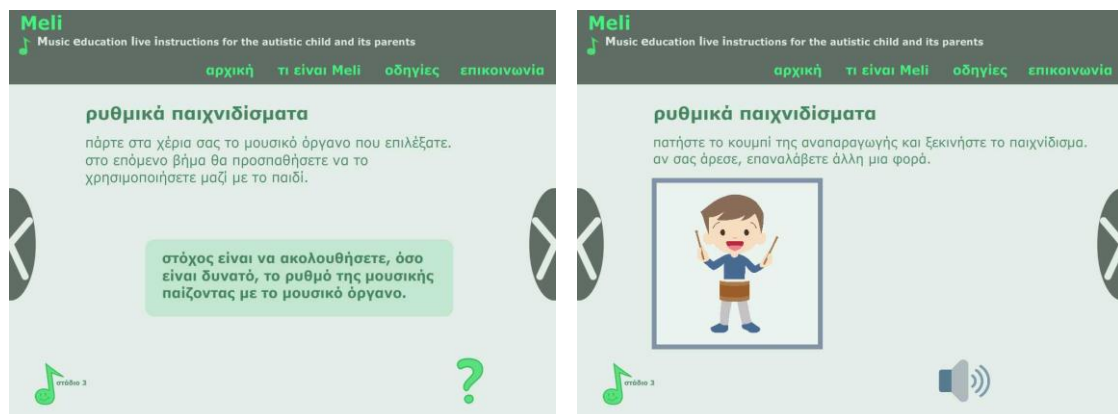 Meli
Music education live instructions for the autistic child and its parents
αρχική τι είναι Meli οδηγίες επικοινωνία
ρυθμικά παιχνιδίσματα
πάρτε στα χέρια σας το μουσικό όργανο που επιλέξατε.
στο επόμενο βήμα θα προσπαθήσετε να το
χρησιμοποιήσετε μαζί με το παιδί.
στόχος είναι να ακολουθήσετε, όσο
είναι δυνατό, το ρυθμό της μουσικής
παίζοντας με το μουσικό όργανο.
στάδιο 3
?
Meli
Music education live instructions for the autistic child and its parents
αρχική τι είναι Meli οδηγίες επικοινωνία
ρυθμικά παιχνιδίσματα
πατήστε το κουμπί της αναπαραγωγής και ξεκινήστε το παιχνίδισμα.
αν σας άρεσε, επαναλάβετε άλλη μια φορά.
στάδιο 3